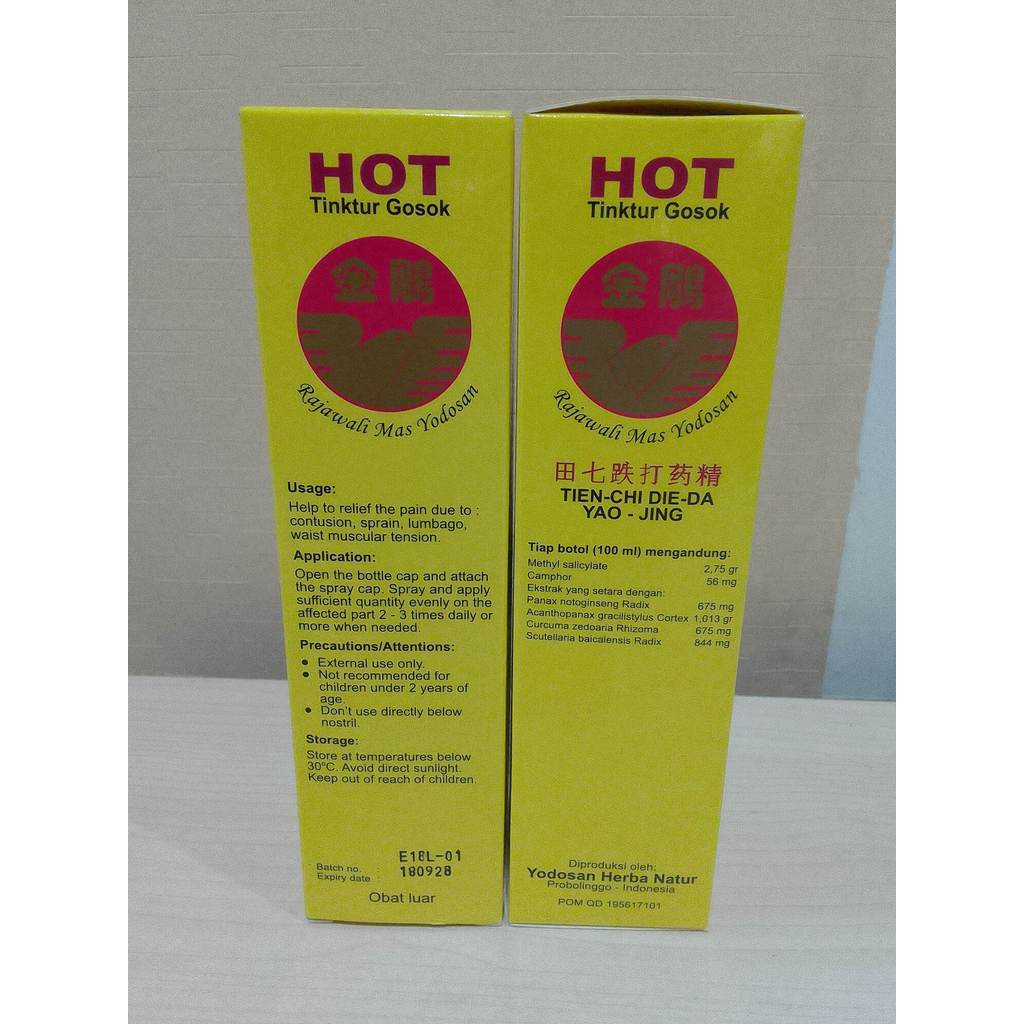 HOT
Tinktur Gosok
金鵰
Rajawali Mas Yodosan
Usage:
Help to relief the pain due to :
contusion, sprain, lumbago,
waist muscular tension.
Application:
Open the bottle cap and attach
the spray cap. Spray and apply
sufficient quantity evenly on the
affected part 2 - 3 times daily or
more when needed.
Precautions/Attentions:
• External use only.
• Not recommended for
children under 2 years of
age.
• Don't use directly below
nostril.
Storage:
Store at temperatures below
30°C. Avoid direct sunlight.
Keep out of reach of children.
Batch no. E18L-01
Expiry date 180928
Obat luar
HOT
Tinktur Gosok
金鵰
Rajawali Mas Yodosan
田七跌打药精
TIEN-CHI DIE-DA
YAO - JING
Tiap botol (100 ml) mengandung:
Methyl salicylate 2,75 gr
Camphor 56 mg
Ekstrak yang setara dengan:
Panax notoginseng Radix 675 mg
Acanthopanax gracilistylus Cortex 1,013 gr
Curcuma zedoaria Rhizoma 675 mg
Scutellaria baicalensis Radix 844 mg
Diproduksi oleh:
Yodosan Herba Natur
Probolinggo - Indonesia
POM QD 195617101